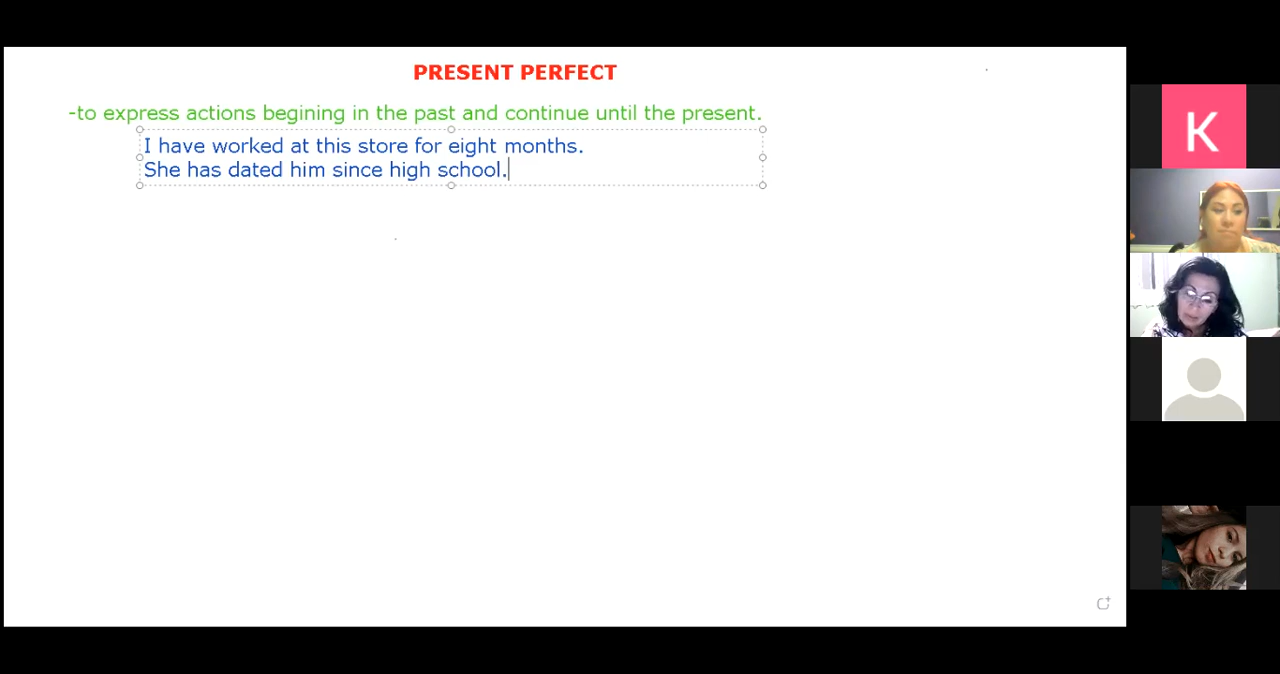 PRESENT PERFECT
-to express actions begining in the past and continue until the present.
I have worked at this store for eight months.
She has dated him since high school.
K